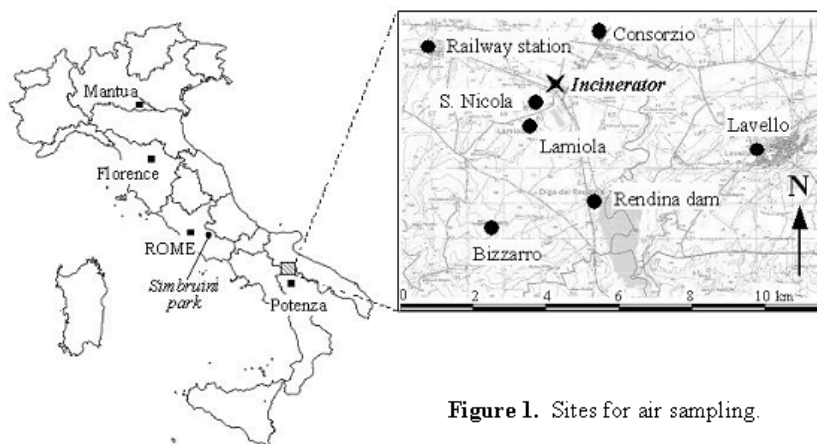 Mantua
Florence
ROME
Simbruini
park
Potenza
Consorzio
Railway station
Incinerator
S. Nicola
Lamiola
Lavello
Rendina dam
Bizzarro
N
0 2 4 6 8 10 km
Figure 1. Sites for air sampling.